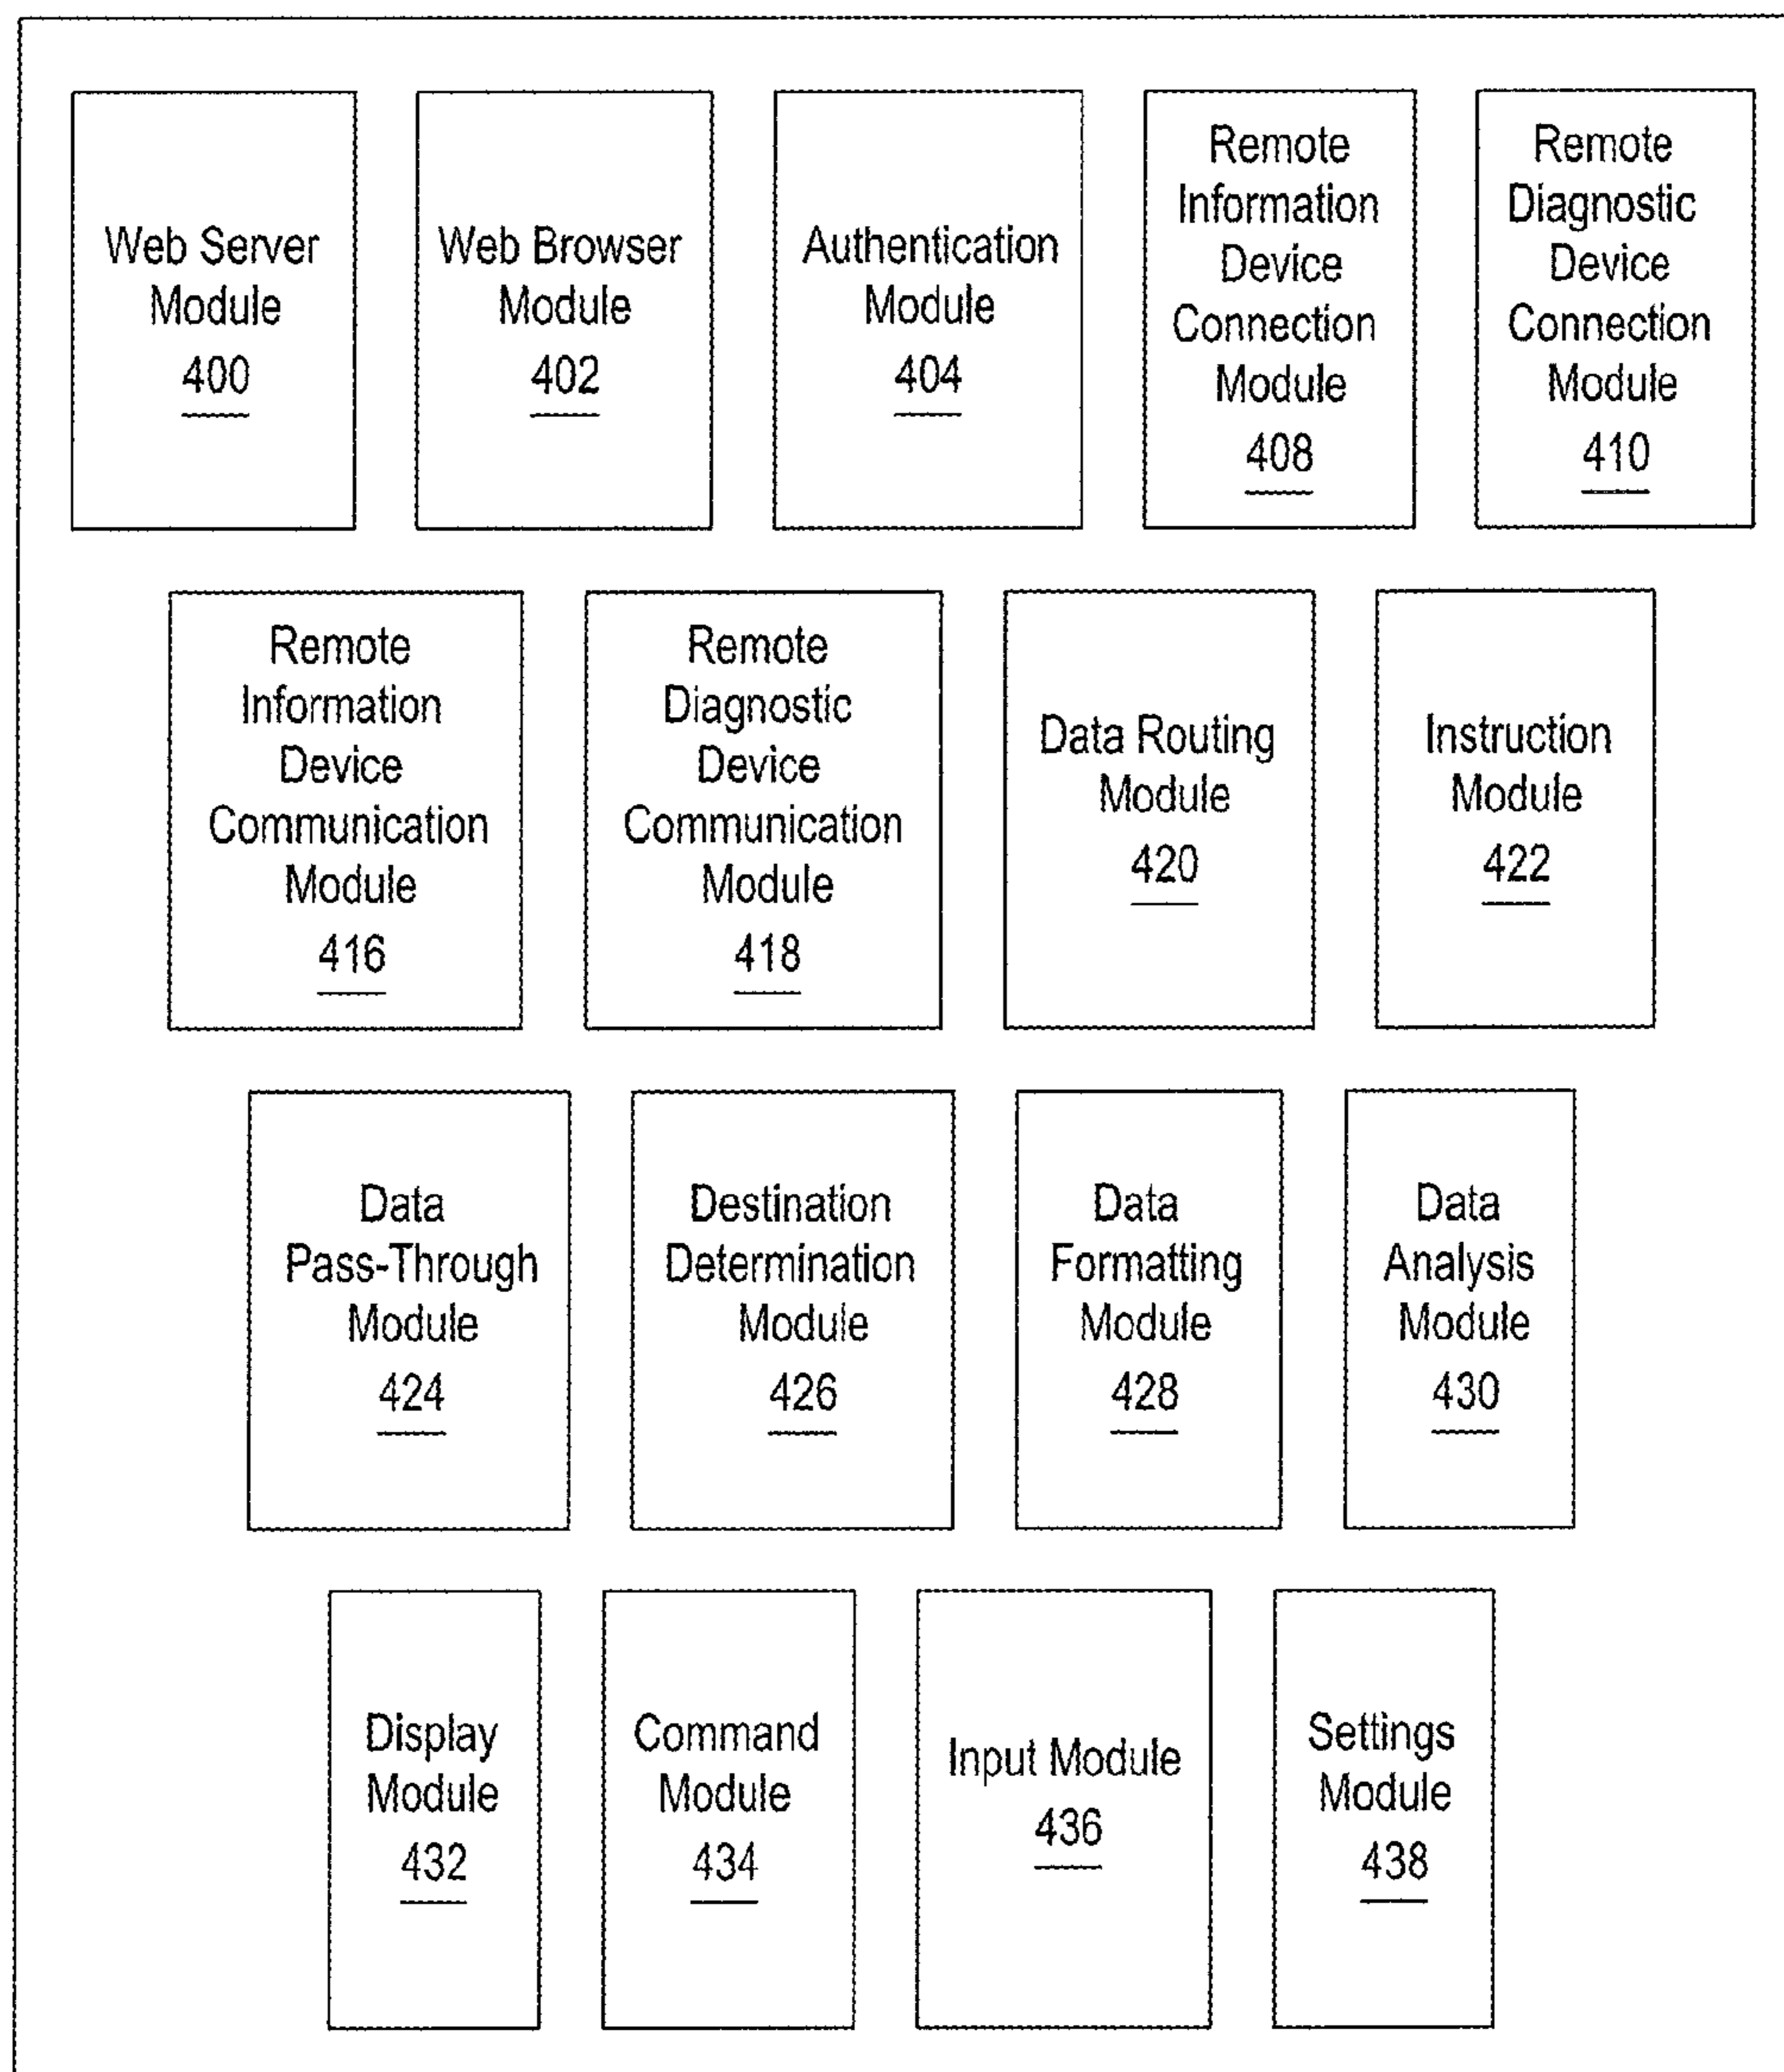 Web Server
Module
400
Web Browser
Module
402
Authentication
Module
404
Remote
Information
Device
Connection
Module
408
Remote
Diagnostic
Device
Connection
Module
410
Remote
Information
Device
Communication
Module
416
Remote
Diagnostic
Device
Communication
Module
418
Data Routing
Module
420
Instruction
Module
422
Data
Pass-Through
Module
424
Destination
Determination
Module
426
Data
Formatting
Module
428
Data
Analysis
Module
430
Display
Module
432
Command
Module
434
Input Module
436
Settings
Module
438